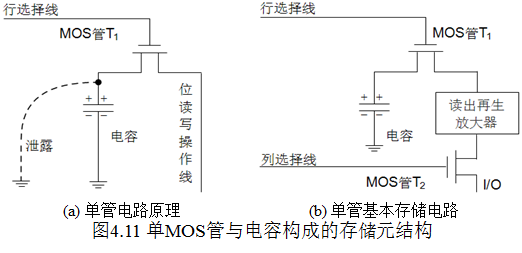 行选择线
MOS管T1
+ +
− −
电容
泄露
位读写操作线
(a) 单管电路原理
行选择线
MOS管T1
+ +
− −
电容
读出再生
放大器
列选择线
MOS管T2
I/O
(b) 单管基本存储电路
图4.11 单MOS管与电容构成的存储元结构